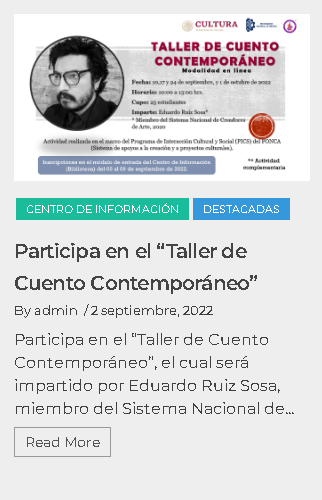 CULTURA
TALLER DE CUENTO
CONTEMPORÁNEO
Modalidad en línea
Fecha: 10,17 y 24 de septiembre, y 1 de octubre de 2022
Horario: 10:00 a 13:00 hrs.
Cupo: 25 estudiantes
Imparte: Eduardo Ruiz Sosa*
* Miembro del Sistema Nacional de Creadores
de Arte, 2020
Actividad realizada en el marco del Programa de Interacción Cultural y Social (PICS) del FONCA
(Sistema de apoyos a la creación y a proyectos culturales).
Inscripciones en el módulo de entrada del Centro de Información
(Biblioteca) del 05 al 09 de septiembre de 2022.
** Actividad
complementaria
CENTRO DE INFORMACIÓN
DESTACADAS
Participa en el “Taller de
Cuento Contemporáneo”
By admin / 2 septiembre, 2022
Participa en el “Taller de Cuento
Contemporáneo”, el cual será
impartido por Eduardo Ruiz Sosa,
miembro del Sistema Nacional de...
Read More